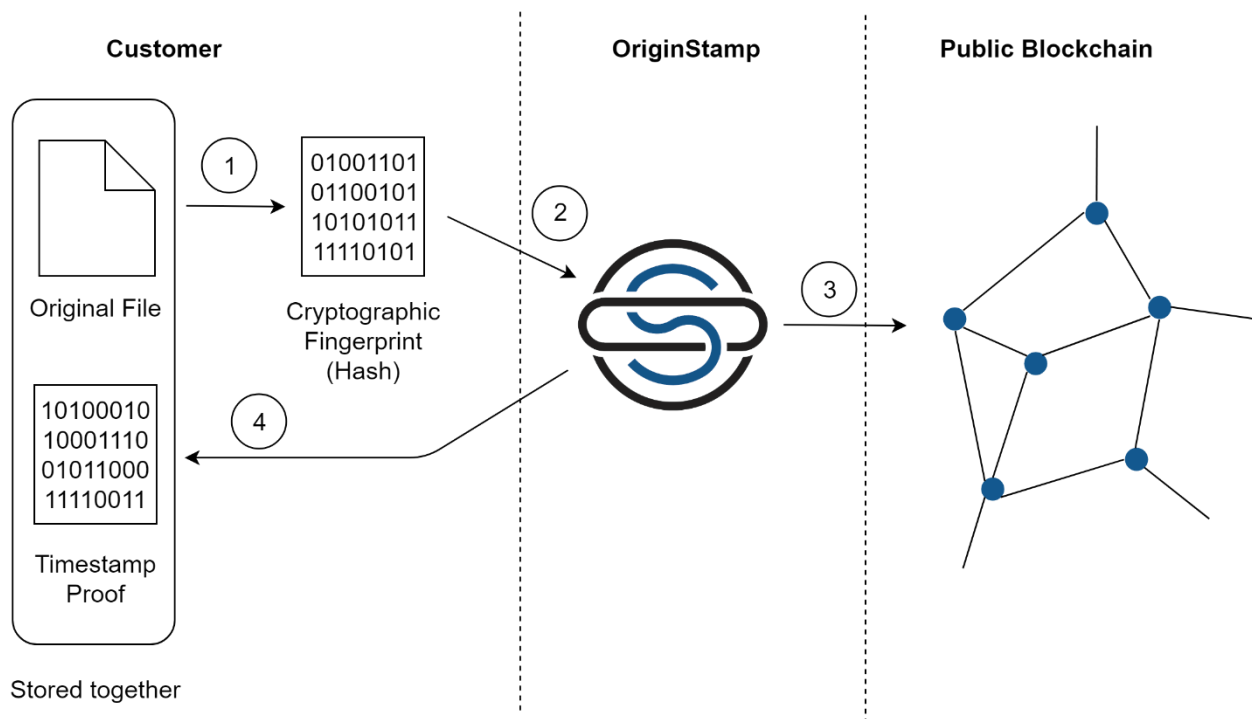 Customer
OriginStamp
Public Blockchain
1
01001101
01100101
10101011
11110101
2
3
Original File
Cryptographic
Fingerprint
(Hash)
10100010
10001110
01011000
11110011
4
Timestamp
Proof
Stored together